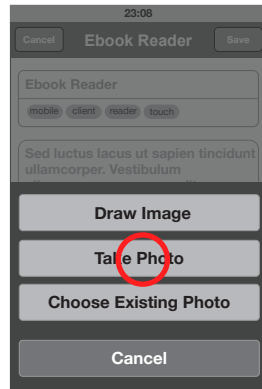 23:08
Cancel Ebook Reader Save
Ebook Reader
mobile client reader touch
Sed luctus lacus ut sapien tincidunt
ullamcorper. Vestibulum
Draw Image
Take Photo
Choose Existing Photo
Cancel